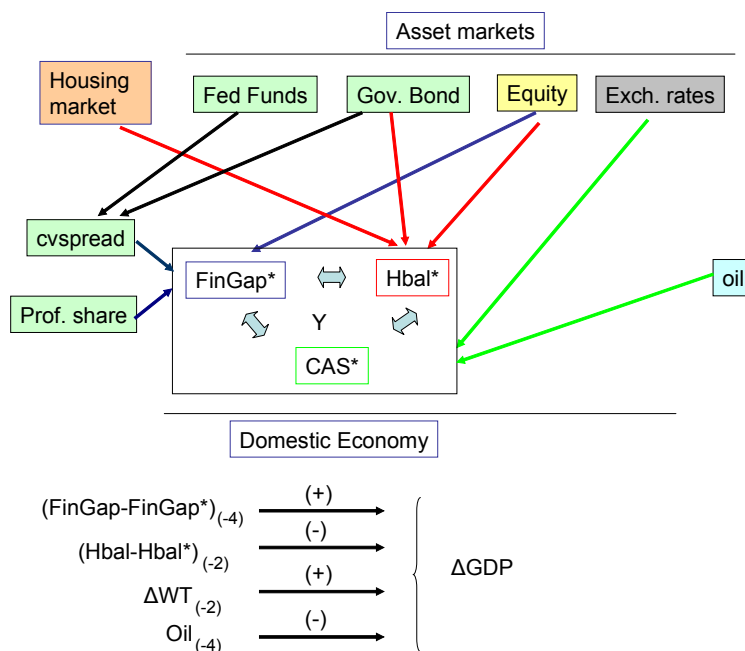 Asset markets
Housing
market
Fed Funds
Gov. Bond
Equity
Exch. rates
cvspread
FinGap*
Hbal*
oil
Prof. share
Y
CAS*
Domestic Economy
(FinGap-FinGap*)(-4) (+)
(Hbal-Hbal*)(-2) (-)
ΔWT(-2) (+)
Oil(-4) (-)
ΔGDP